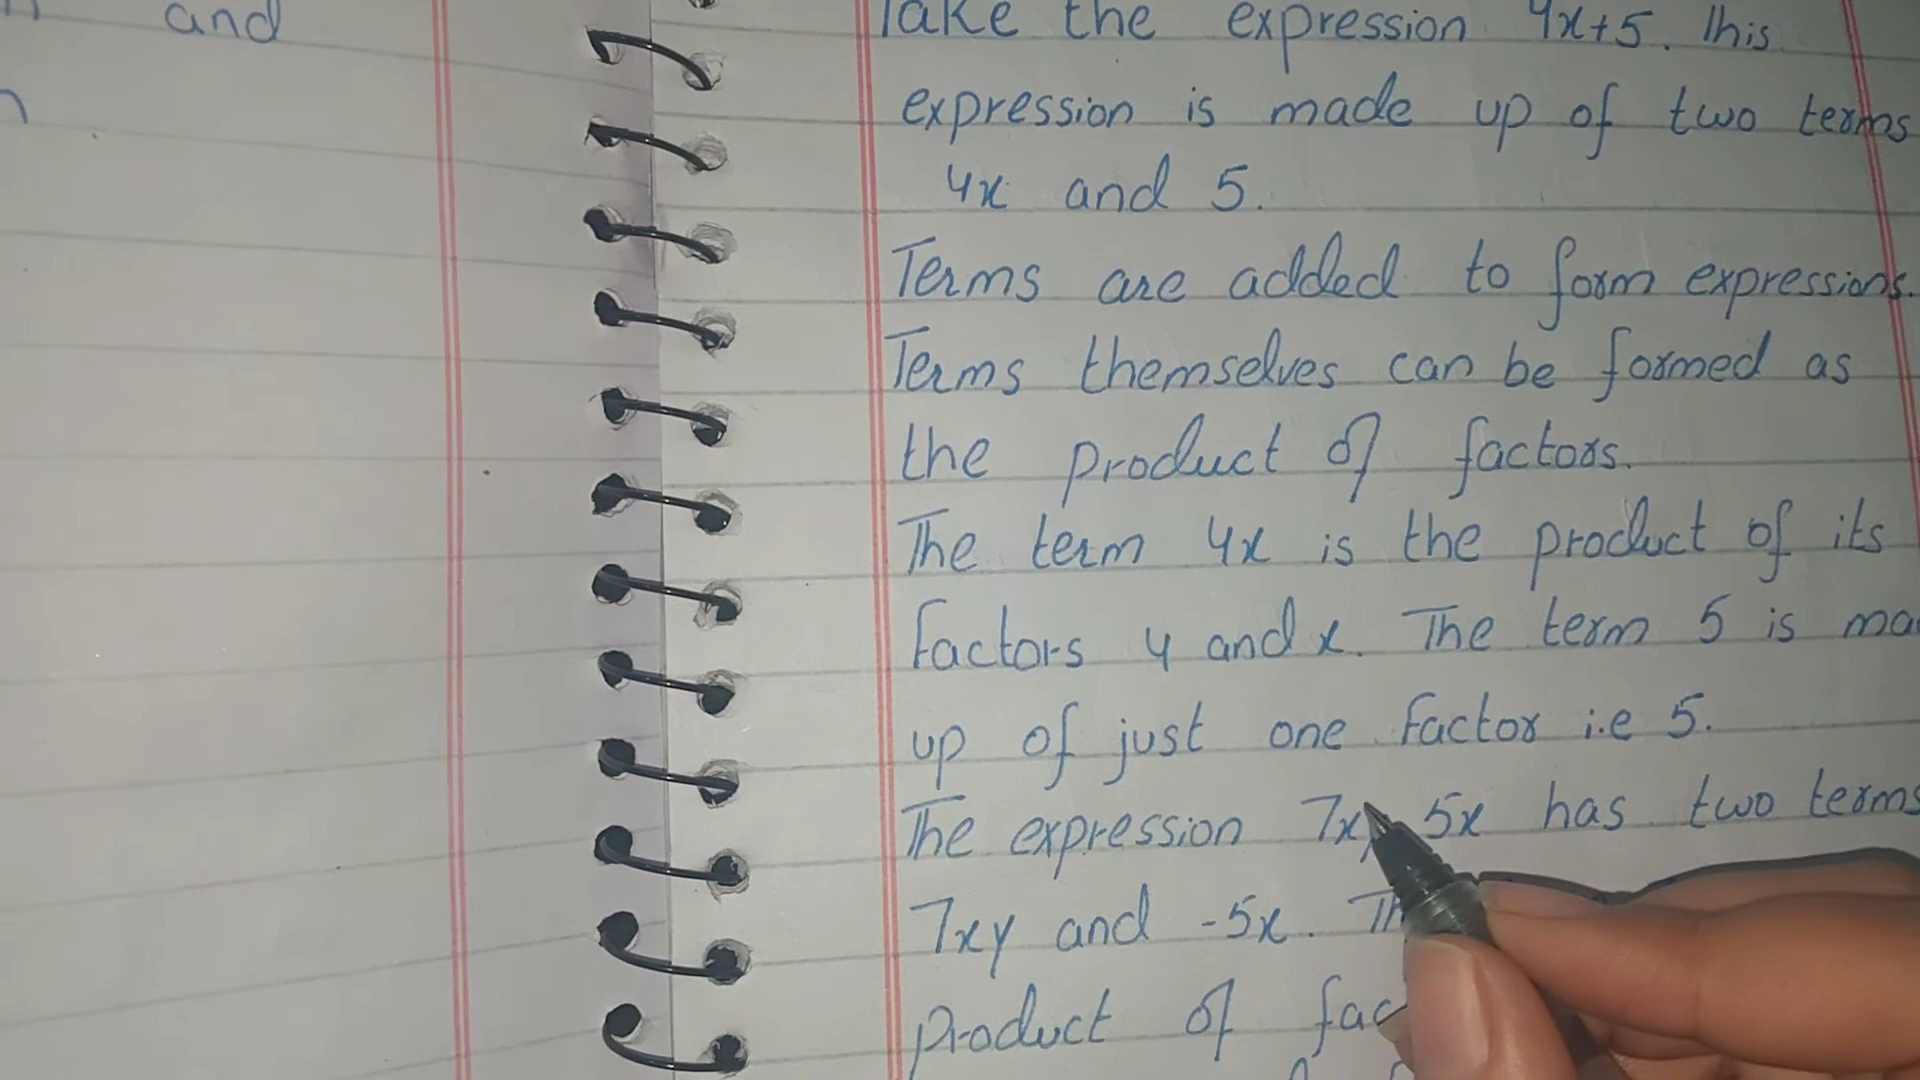 and
Take the expression 4x+5. This
expression is made up of two terms
4x and 5.
Terms are added to form expressions.
Terms themselves can be formed as
the product of factors.
The term 4x is the product of its
factors 4 and x. The term 5 is ma
up of just one factor i.e 5.
The expression 7x 5x has two terms
7xy and -5x.
product of